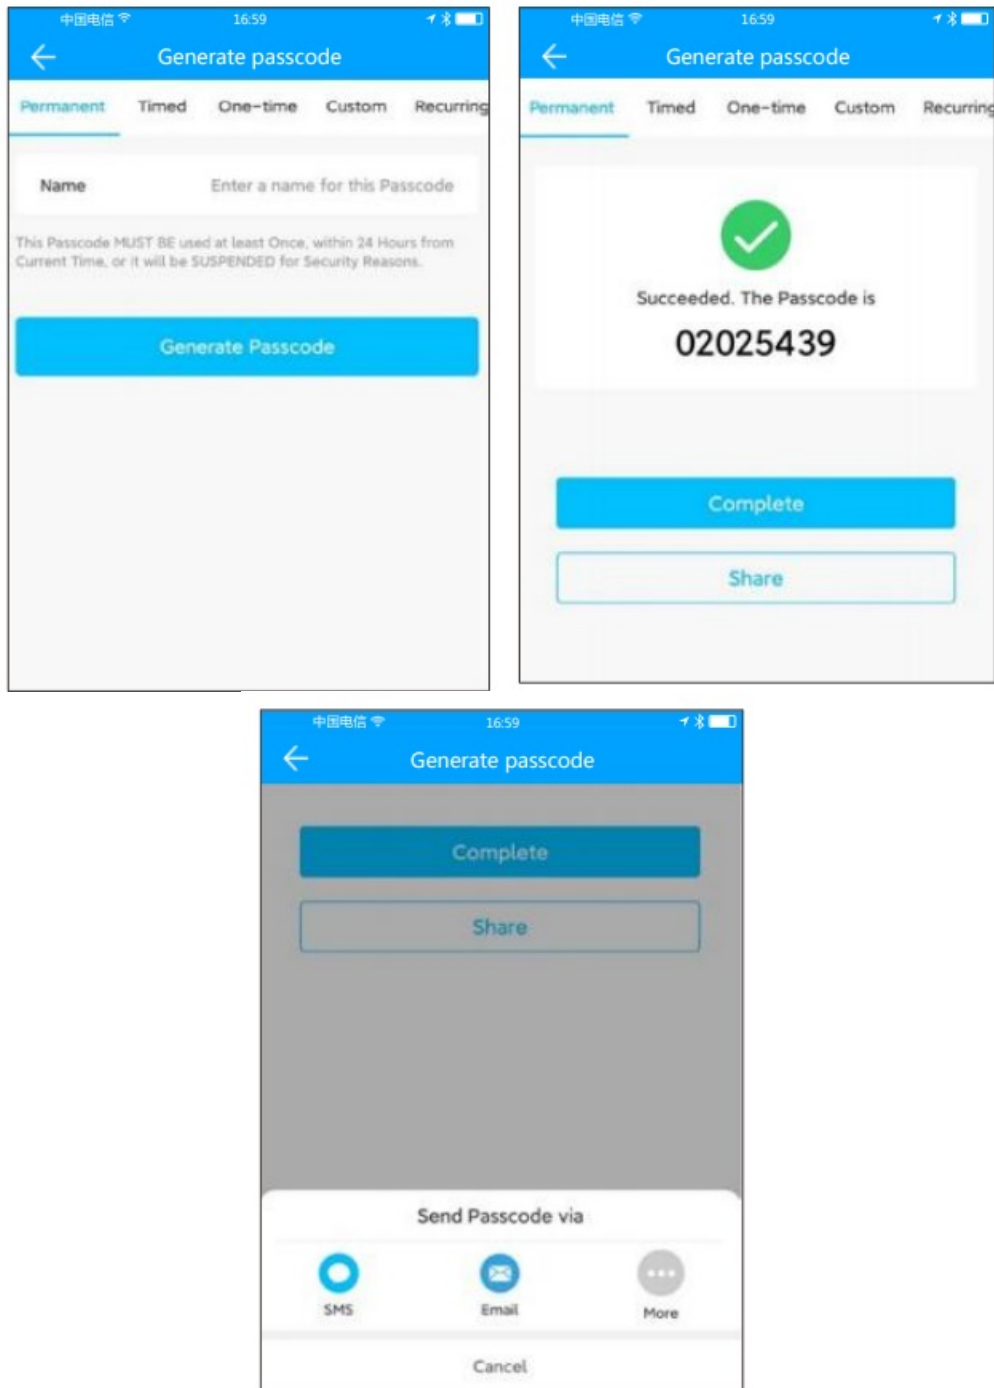 中国电信 16:59
Generate passcode
Permanent Timed One-time Custom Recurring
Name Enter a name for this Passcode
This Passcode MUST BE used at least Once, within 24 Hours from
Current Time, or it will be SUSPENDED for Security Reasons.
Generate Passcode
中国电信 16:59
Generate passcode
Permanent Timed One-time Custom Recurring
Succeeded. The Passcode is
02025439
Complete
Share
中国电信 16:59
Generate passcode
Complete
Share
Send Passcode via
SMS Email More
Cancel